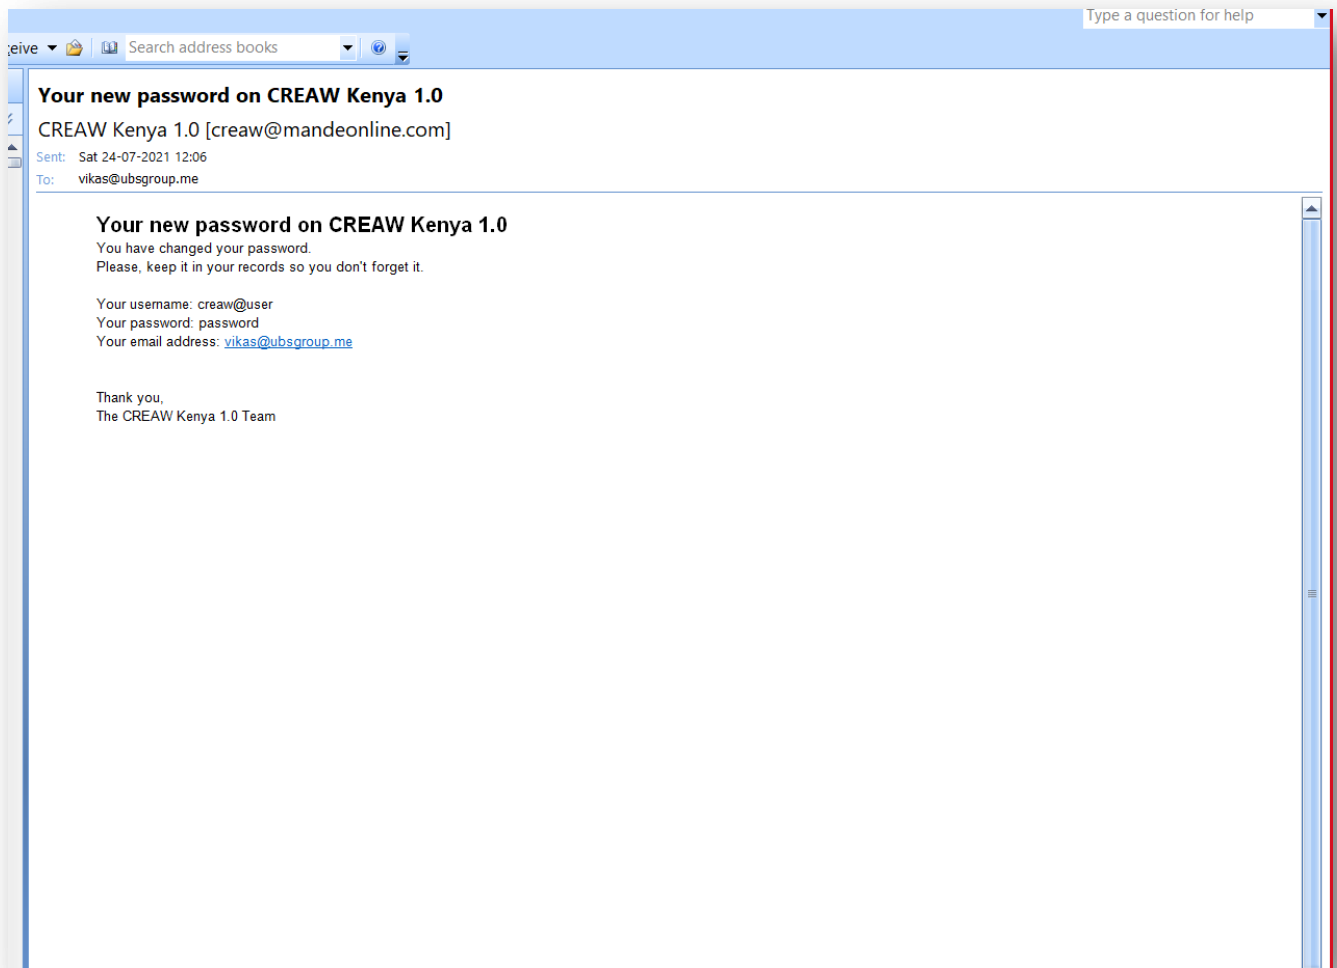 Type a question for help
Search address books
Your new password on CREAW Kenya 1.0
CREAW Kenya 1.0 [creaw@mandeonline.com]
Sent: Sat 24-07-2021 12:06
To: vikas@ubsgroup.me
Your new password on CREAW Kenya 1.0
You have changed your password.
Please, keep it in your records so you don't forget it.
Your username: creaw@user
Your password: password
Your email address: vikas@ubsgroup.me
Thank you,
The CREAW Kenya 1.0 Team